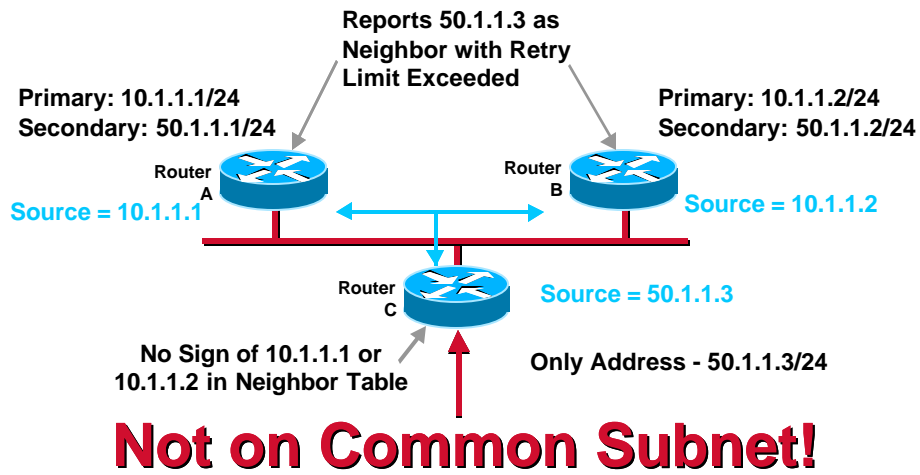 Reports 50.1.1.3 as
Neighbor with Retry
Limit Exceeded
Primary: 10.1.1.1/24
Secondary: 50.1.1.1/24
Primary: 10.1.1.2/24
Secondary: 50.1.1.2/24
Router
A
Router
B
Source = 10.1.1.1
Source = 10.1.1.2
Router
C
Source = 50.1.1.3
No Sign of 10.1.1.1 or
10.1.1.2 in Neighbor Table
Only Address - 50.1.1.3/24
Not on Common Subnet!